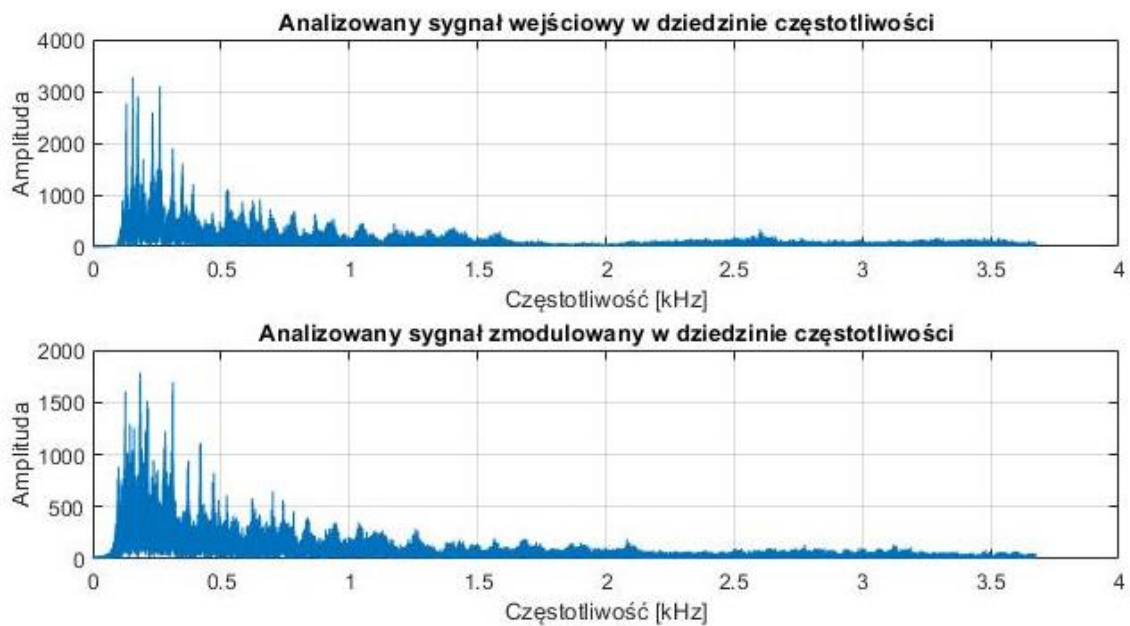 Analizowany sygnał wejściowy w dziedzinie częstotliwości
4000
3000
2000
1000
0
Amplituda
0 0.5 1 1.5 2 2.5 3 3.5 4
Częstotliwość [kHz]
Analizowany sygnał zmodulowany w dziedzinie częstotliwości
2000
1500
1000
500
0
Amplituda
0 0.5 1 1.5 2 2.5 3 3.5 4
Częstotliwość [kHz]